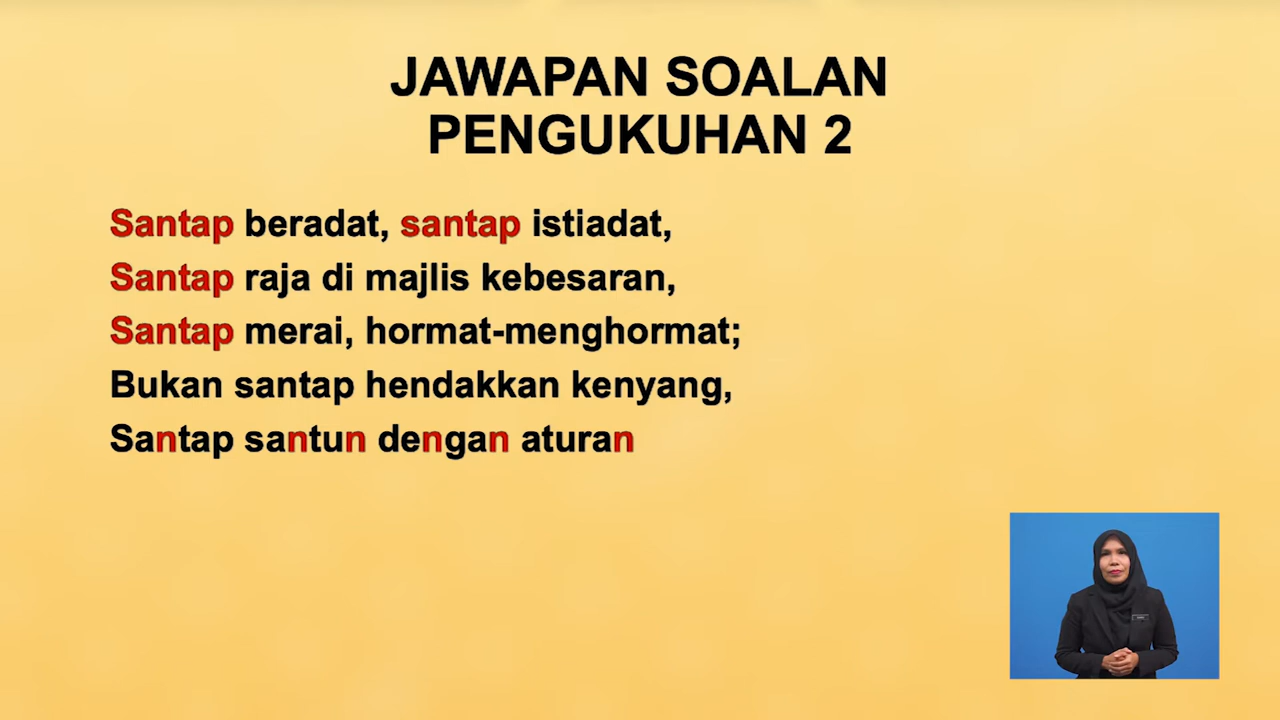 JAWAPAN SOALAN
PENGUKUHAN 2
Santap beradat, santap istiadat,
Santap raja di majlis kebesaran,
Santap merai, hormat-menghormat;
Bukan santap hendakkan kenyang,
Santap santun dengan aturan